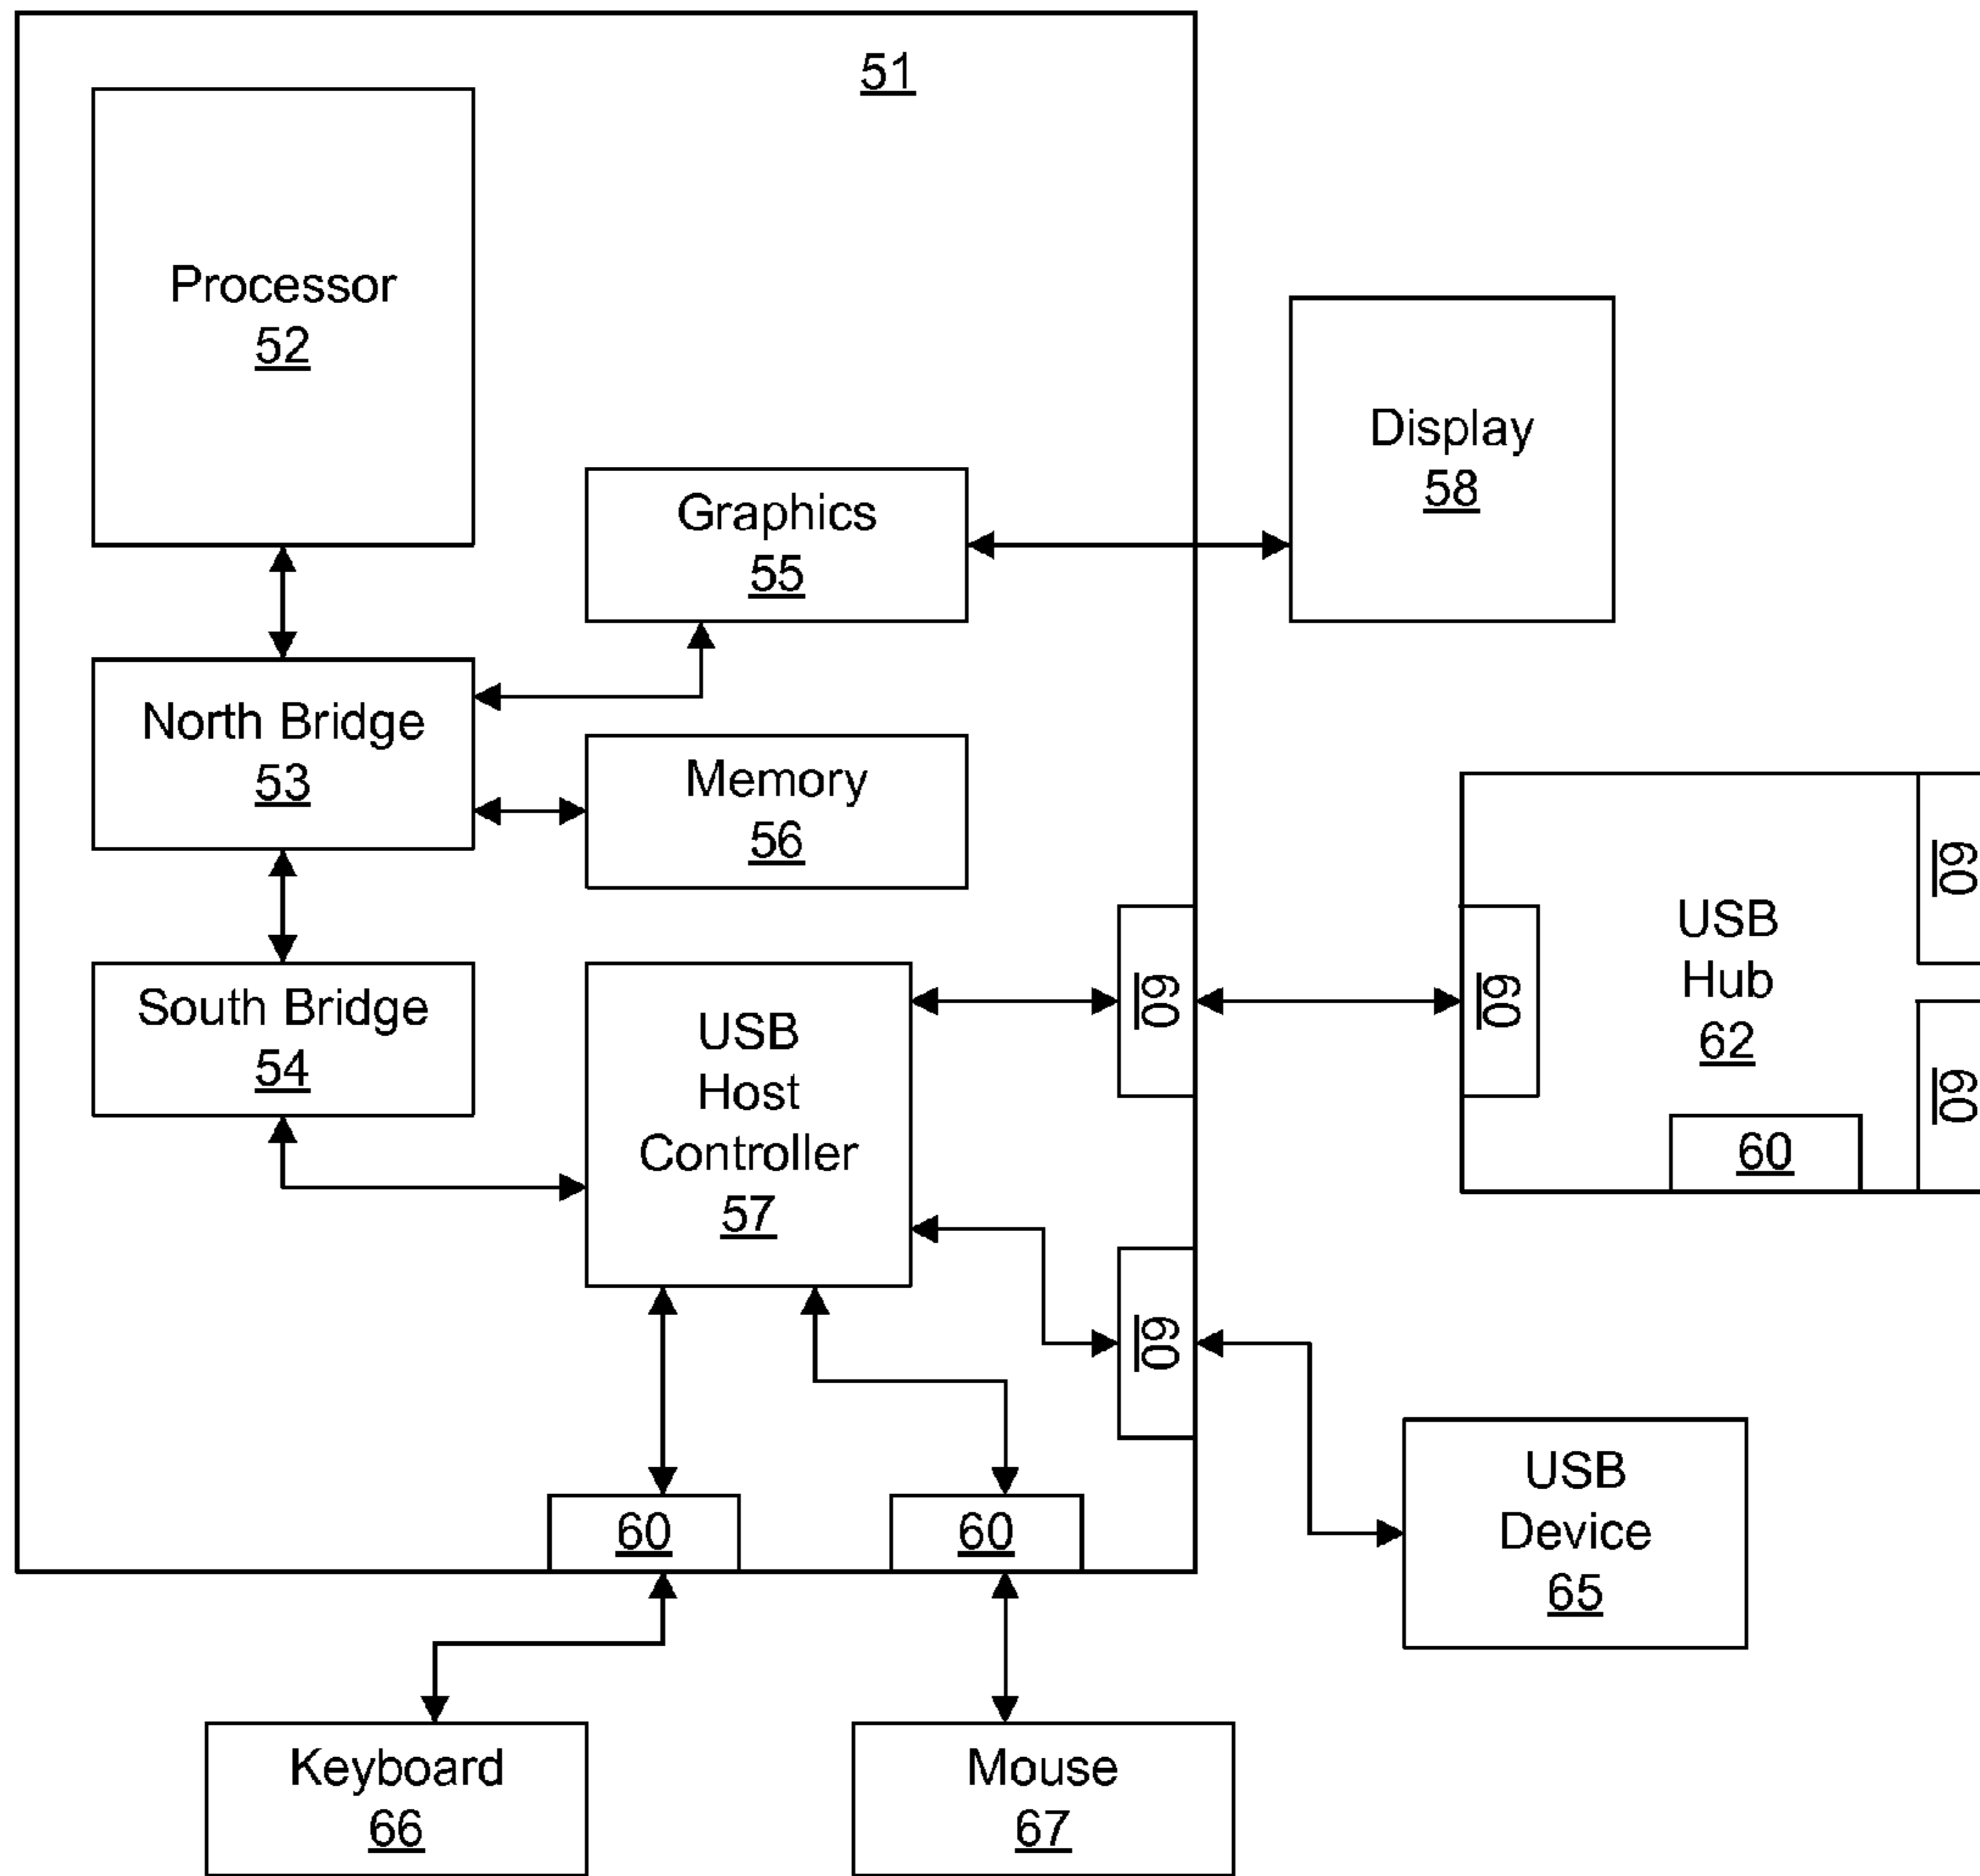 51
Processor
52
Display
58
Graphics
55
North Bridge
53
Memory
56
60
USB
Hub
62
60
60
60
60
South Bridge
54
USB
Host
Controller
57
60
USB
Device
65
60
60
Keyboard
66
Mouse
67